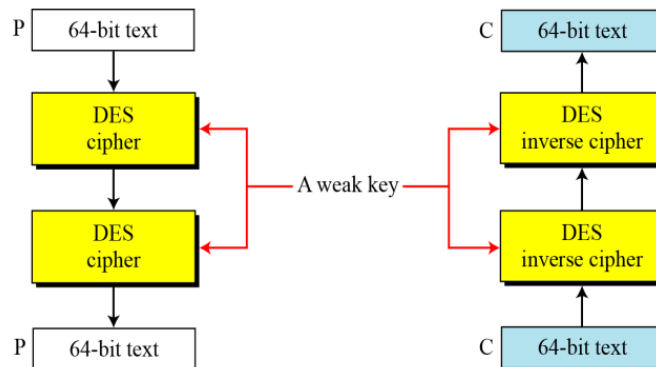 P 64-bit text
C 64-bit text
DES
cipher
DES
inverse cipher
A weak key
DES
cipher
DES
inverse cipher
P 64-bit text
C 64-bit text